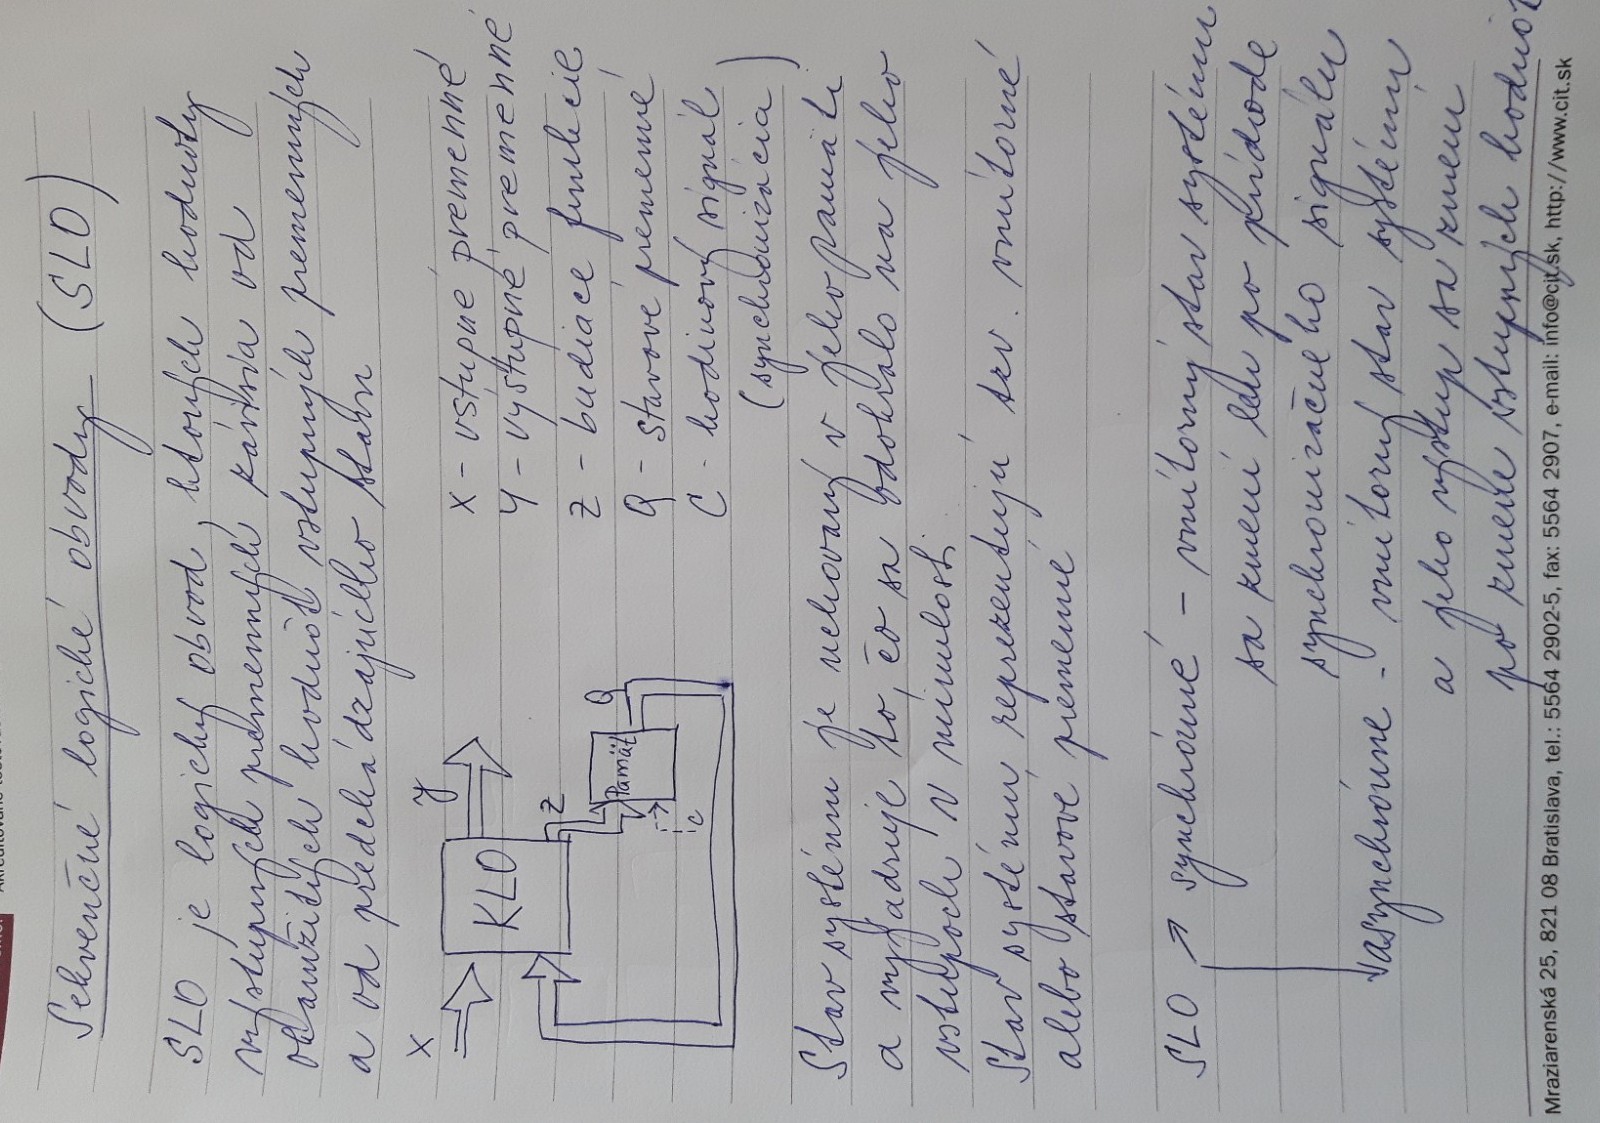 Sekvenčné logické obvody (SLO)
SLO je logický obvod, ktorých hodnoty
výstupných premenných závisia od
okamžitých hodnôt vstupných premenných
a od predchádzajúceho stavu
X
y
KLO
Z
Pamäť
Q
C
X - vstupné premenné
Y - výstupné premenné
Z - budiace funkcie
Q - stavové premenné
C - hodinový signál
(synchronizácia)
Stav systému je uchovaný v jeho pamäti
a vyjadruje to, čo sa odohralo na jeho
vstupoch v minulosti
Stav systému reprezentujú tzv. vnútorné
alebo stavové premenné
SLO ↗ synchrónne - vnútorný stav systému
sa zmení len po príchode
synchronizačného signálu
asynchrónne - vnútorný stav systému
a jeho výstup sa zmení
po zmene vstupných hodnôt
Mraziarenská 25, 821 08 Bratislava, tel.: 5564 2902-5, fax: 5564 2907, e-mail: info@cit.sk, http://www.cit.sk